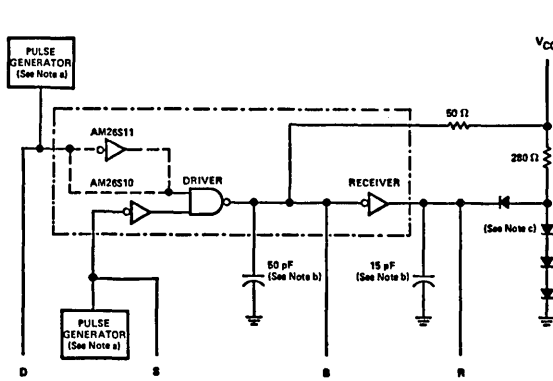 VCC
PULSE
GENERATOR
(See Note a)
50 Ω
AM26S11
280 Ω
DRIVER
RECEIVER
AM26S10
(See Note c)
50 pF
(See Note b)
15 pF
(See Note b)
PULSE
GENERATOR
(See Note a)
D
S
B
R